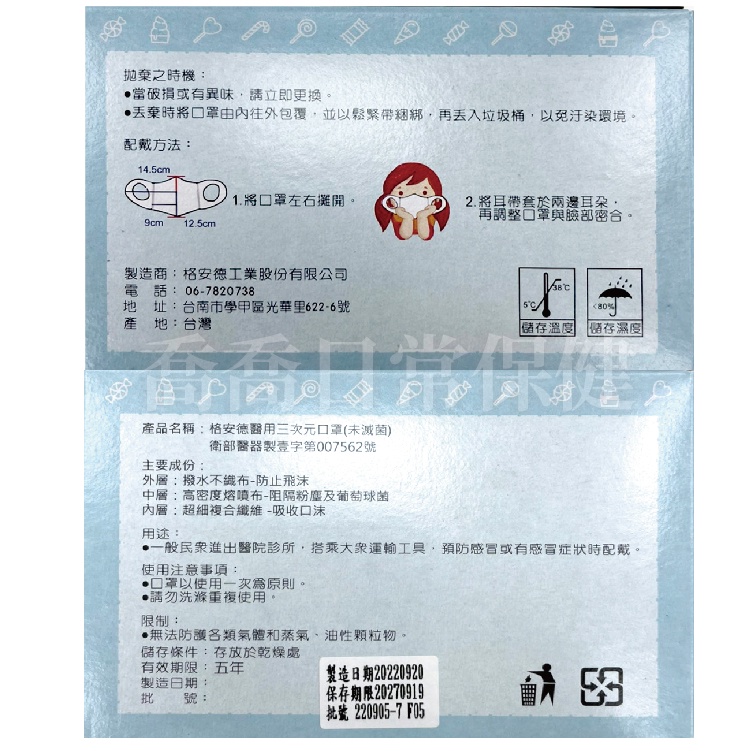 拋棄之時機：
●當破損或有異味，請立即更換。
●丟棄時將口罩由內往外包覆，並以鬆緊帶綑綁，再丟入垃圾桶，以免汙染環境。
配戴方法：
14.5cm
9cm 12.5cm
1.將口罩左右攤開。
2.將耳帶套於兩邊耳朵，
再調整口罩與臉部密合。
製造商：格安德工業股份有限公司
電　話：06-7820738
地　址：台南市學甲區光華里622-6號
產　地：台灣
38℃
5℃
儲存溫度
<80%
儲存濕度
喬喬日常保健
產品名稱：格安德醫用三次元口罩(未滅菌)
衛部醫器製壹字第007562號
主要成份：
外層：撥水不織布-防止飛沫
中層：高密度熔噴布-阻隔粉塵及葡萄球菌
內層：超細複合纖維-吸收口沫
用途：
●一般民眾進出醫院診所，搭乘大眾運輸工具，預防感冒或有感冒症狀時配戴。
使用注意事項：
●口罩以使用一次為原則。
●請勿洗滌重複使用。
限制：
●無法防護各類氣體和蒸氣、油性顆粒物。
儲存條件：存放於乾燥處
有效期限：五年
製造日期：
批　　號：
製造日期20220920
保存期限20270919
批號 220905-7 F05